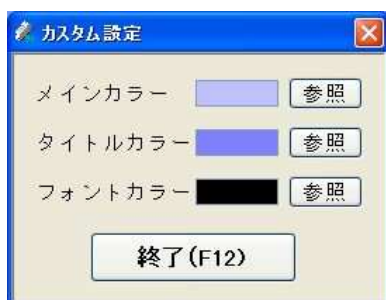 カスタム設定
メインカラー 参照
タイトルカラー 参照
フォントカラー 参照
終了(F12)